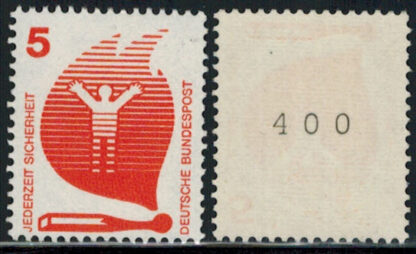 5
JEDERZEIT SICHERHEIT
DEUTSCHE BUNDESPOST
400